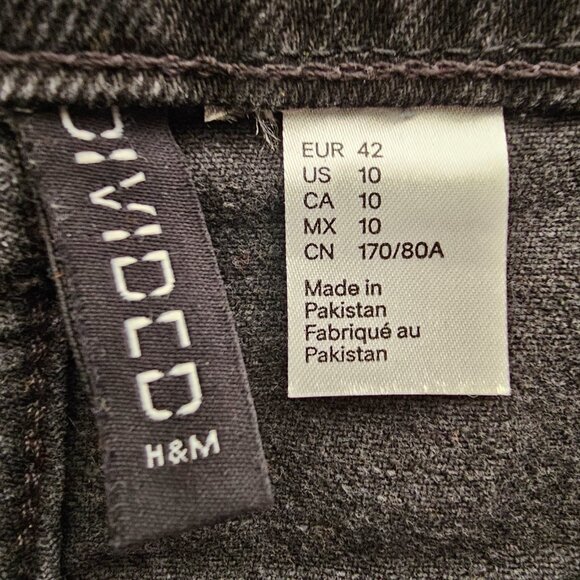 DIVIDED
H&M
EUR 42
US 10
CA 10
MX 10
CN 170/80A
Made in
Pakistan
Fabriqué au
Pakistan